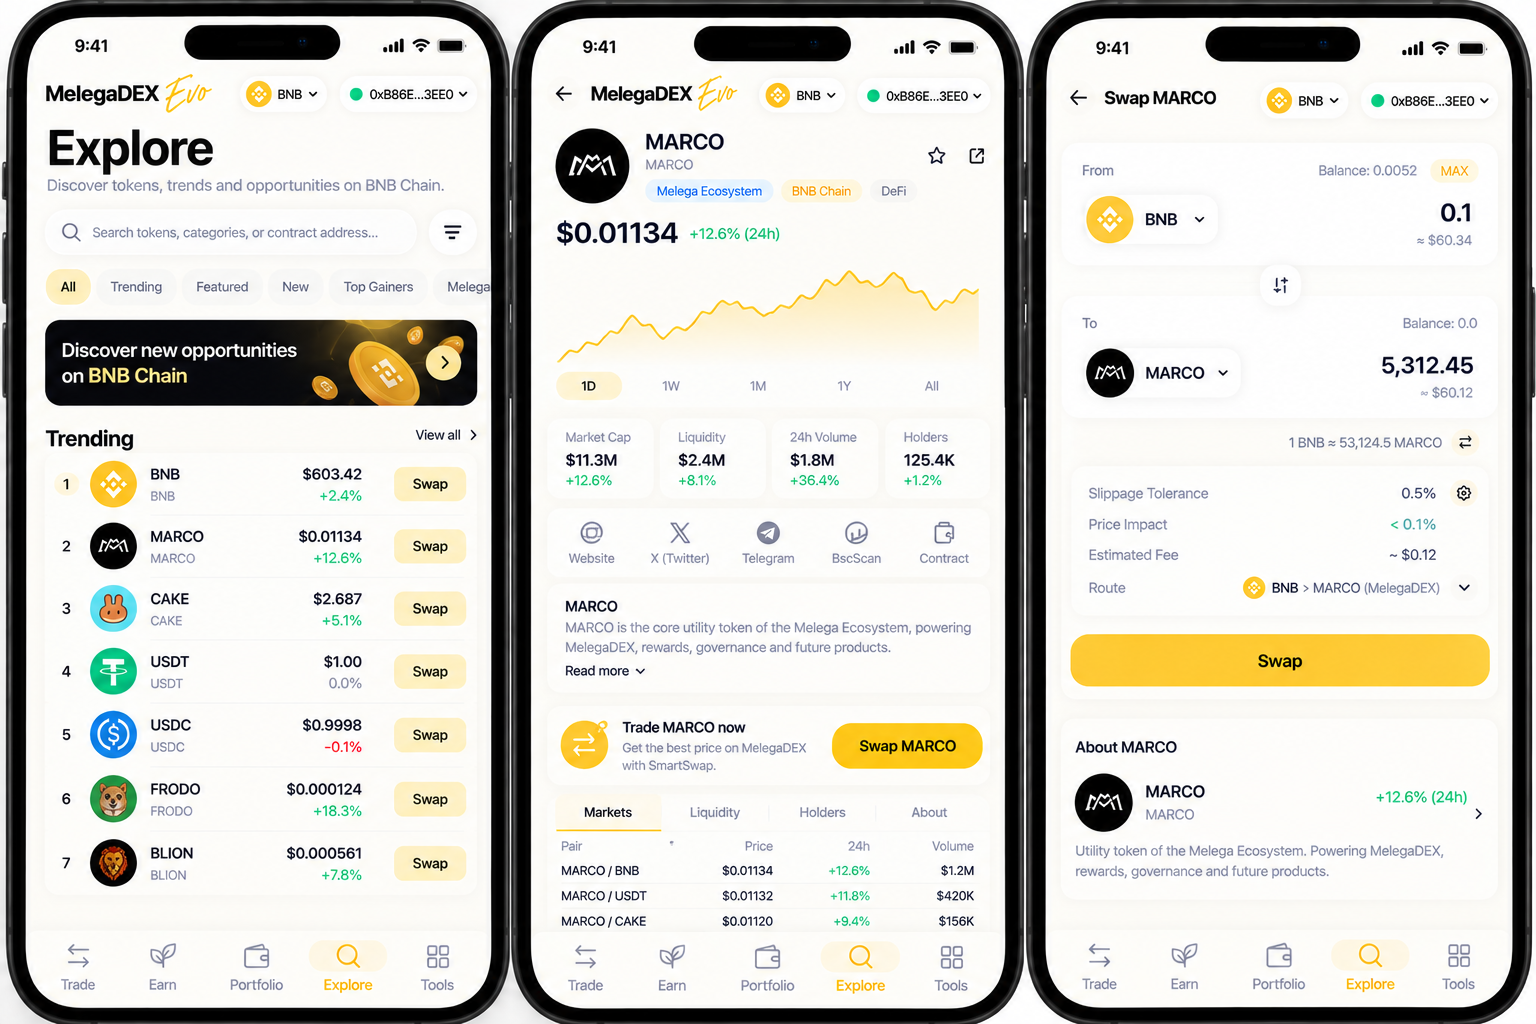 9:41
MelegaDEX Evo
BNB
0xB86E...3EE0
Explore
Discover tokens, trends and opportunities on BNB Chain.
Search tokens, categories, or contract address...
All
Trending
Featured
New
Top Gainers
Melega
Discover new opportunities
on BNB Chain
Trending
View all
1
BNB
BNB
$603.42
+2.4%
Swap
2
MARCO
MARCO
$0.01134
+12.6%
Swap
3
CAKE
CAKE
$2.687
+5.1%
Swap
4
USDT
USDT
$1.00
0.0%
Swap
5
USDC
USDC
$0.9998
-0.1%
Swap
6
FRODO
FRODO
$0.000124
+18.3%
Swap
7
BLION
BLION
$0.000561
+7.8%
Swap
Trade
Earn
Portfolio
Explore
Tools
9:41
MelegaDEX Evo
BNB
0xB86E...3EE0
MARCO
MARCO
Melega Ecosystem
BNB Chain
DeFi
$0.01134 +12.6% (24h)
1D
1W
1M
1Y
All
Market Cap
$11.3M
+12.6%
Liquidity
$2.4M
+8.1%
24h Volume
$1.8M
+36.4%
Holders
125.4K
+1.2%
Website
X (Twitter)
Telegram
BscScan
Contract
MARCO
MARCO is the core utility token of the Melega Ecosystem, powering
MelegaDEX, rewards, governance and future products.
Read more
Trade MARCO now
Get the best price on MelegaDEX
with SmartSwap.
Swap MARCO
Markets
Liquidity
Holders
About
Pair Price 24h Volume
MARCO / BNB $0.01134 +12.6% $1.2M
MARCO / USDT $0.01132 +11.8% $420K
MARCO / CAKE $0.01120 +9.4% $156K
Trade
Earn
Portfolio
Explore
Tools
9:41
Swap MARCO
BNB
0xB86E...3EE0
From
Balance: 0.0052
MAX
BNB
0.1
≈ $60.34
To
Balance: 0.0
MARCO
5,312.45
≈ $60.12
1 BNB ≈ 53,124.5 MARCO
Slippage Tolerance 0.5%
Price Impact < 0.1%
Estimated Fee ~ $0.12
Route BNB > MARCO (MelegaDEX)
Swap
About MARCO
MARCO
MARCO
+12.6% (24h)
Utility token of the Melega Ecosystem. Powering MelegaDEX,
rewards, governance and future products.
Trade
Earn
Portfolio
Explore
Tools